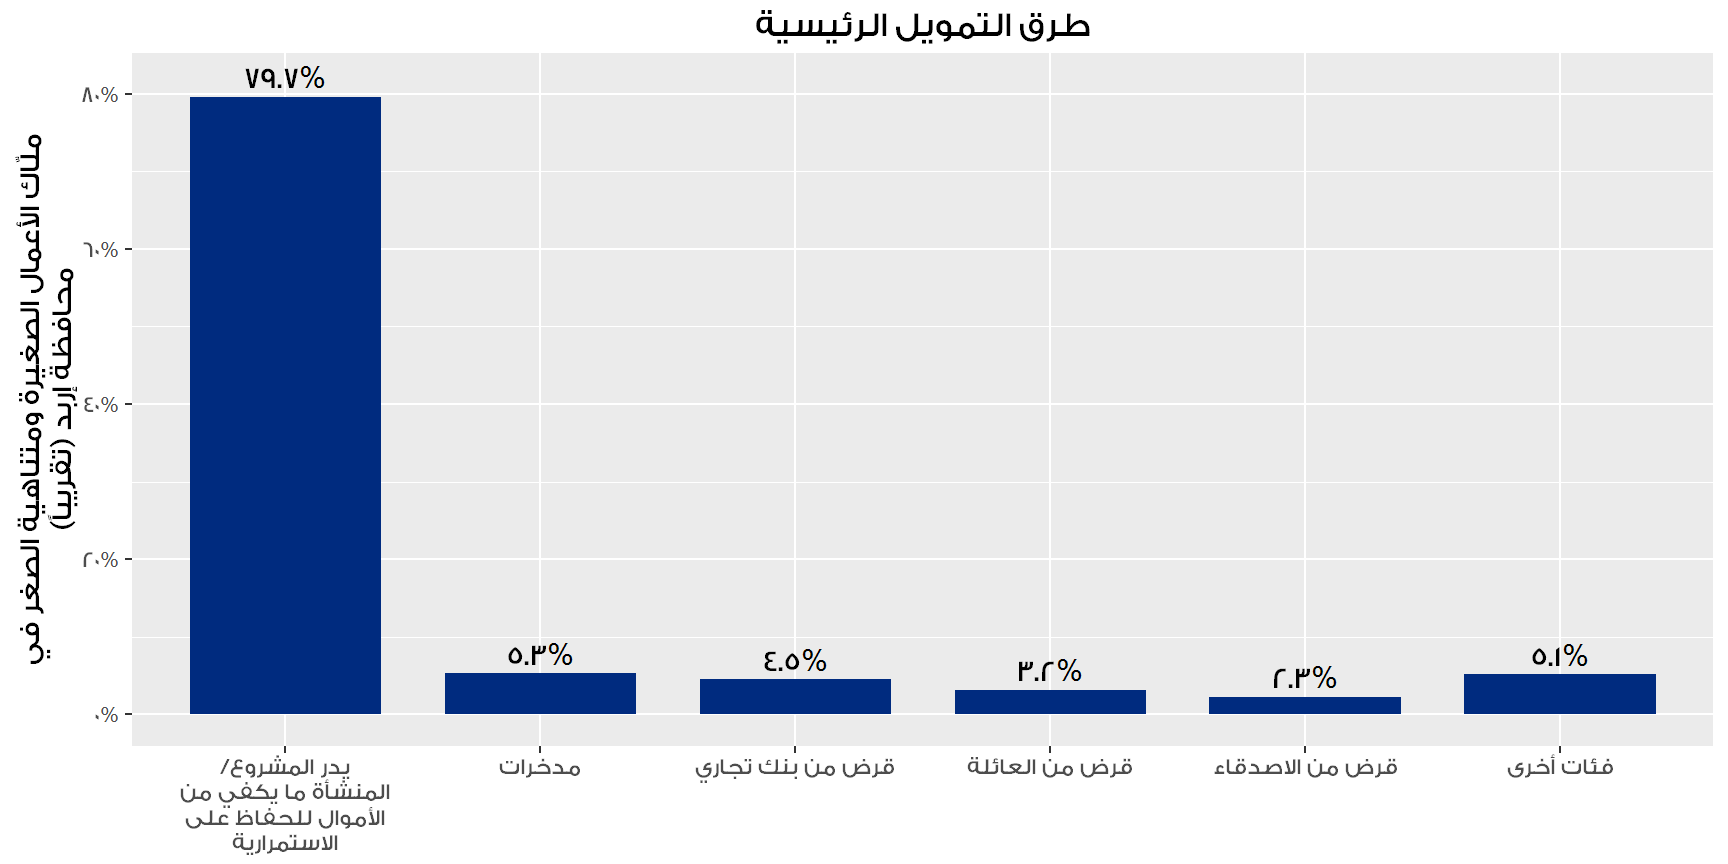 طرق التمويل الرئيسية
ملّاك الأعمال الصغيرة ومتناهية الصغر في
محافظة إربد (تقريباً)
٨٠%
٦٠%
٤٠%
٢٠%
٠%
٧٩.٧%
٥.٣%
٤.٥%
٣.٢%
٢.٣%
٥.١%
يدر المشروع/
المنشأة ما يكفي من
الأموال للحفاظ على
الاستمرارية
مدخرات
قرض من بنك تجاري
قرض من العائلة
قرض من الاصدقاء
فئات أخرى